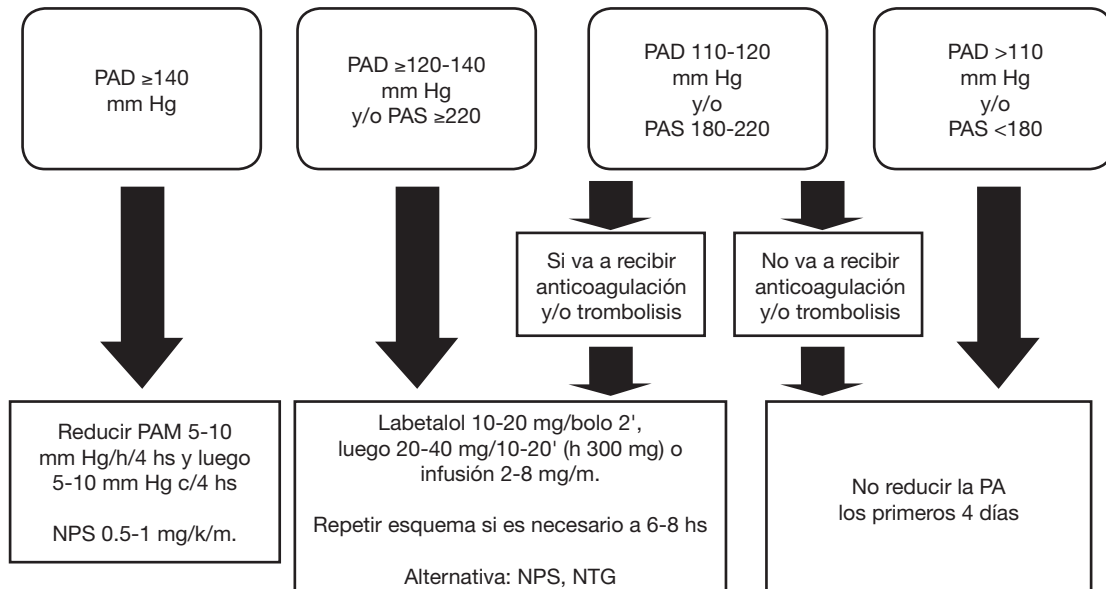 PAD ≥140
mm Hg
PAD ≥120-140
mm Hg
y/o PAS ≥220
PAD 110-120
mm Hg
y/o
PAS 180-220
PAD >110
mm Hg
y/o
PAS <180
Si va a recibir
anticoagulación
y/o trombolisis
No va a recibir
anticoagulación
y/o trombolisis
Reducir PAM 5-10
mm Hg/h/4 hs y luego
5-10 mm Hg c/4 hs
NPS 0.5-1 mg/k/m.
Labetalol 10-20 mg/bolo 2',
luego 20-40 mg/10-20' (h 300 mg) o
infusión 2-8 mg/m.
Repetir esquema si es necesario a 6-8 hs
Alternativa: NPS, NTG
No reducir la PA
los primeros 4 días